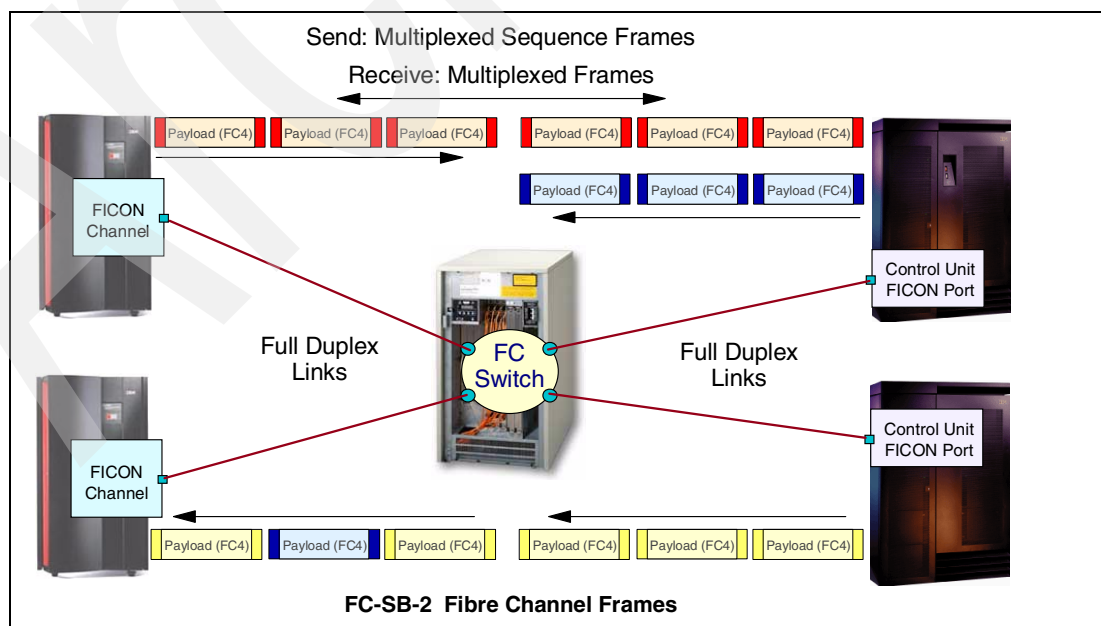 Send: Multiplexed Sequence Frames
Receive: Multiplexed Frames
Payload (FC4) Payload (FC4) Payload (FC4) Payload (FC4) Payload (FC4) Payload (FC4)
Payload (FC4) Payload (FC4) Payload (FC4)
FICON
Channel
Control Unit
FICON Port
Full Duplex
Links
FC
Switch
Full Duplex
Links
FICON
Channel
Control Unit
FICON Port
Payload (FC4) Payload (FC4) Payload (FC4) Payload (FC4) Payload (FC4) Payload (FC4)
FC-SB-2 Fibre Channel Frames